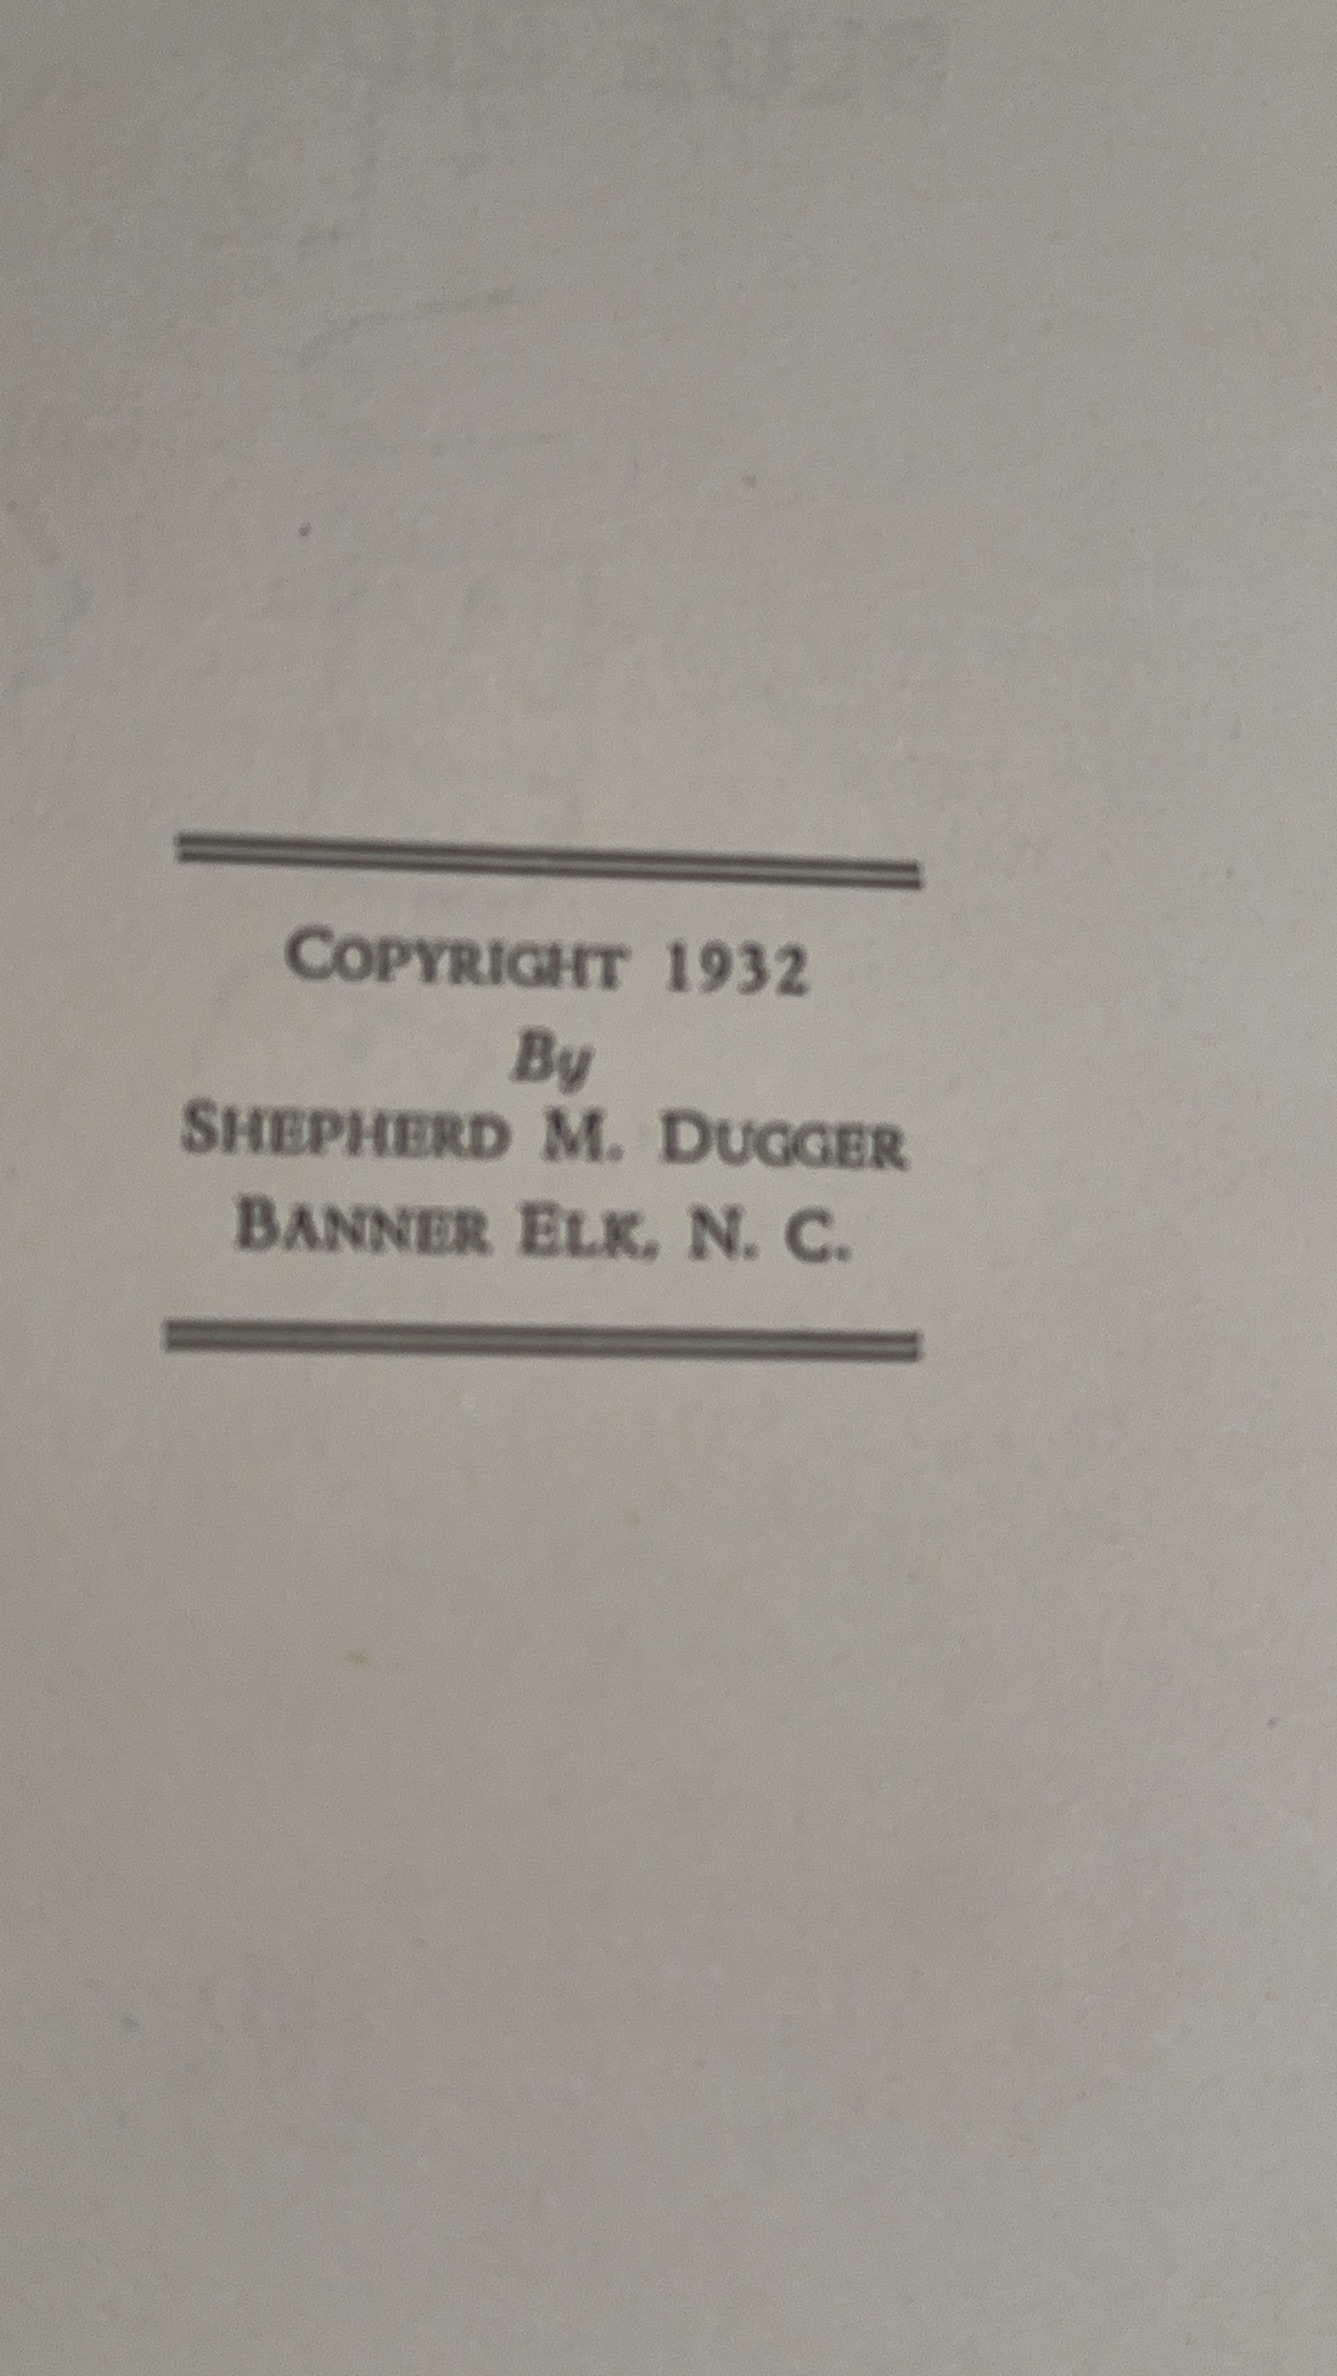 COPYRIGHT 1932
By
SHEPHERD M. DUGGER
BANNER ELK, N. C.